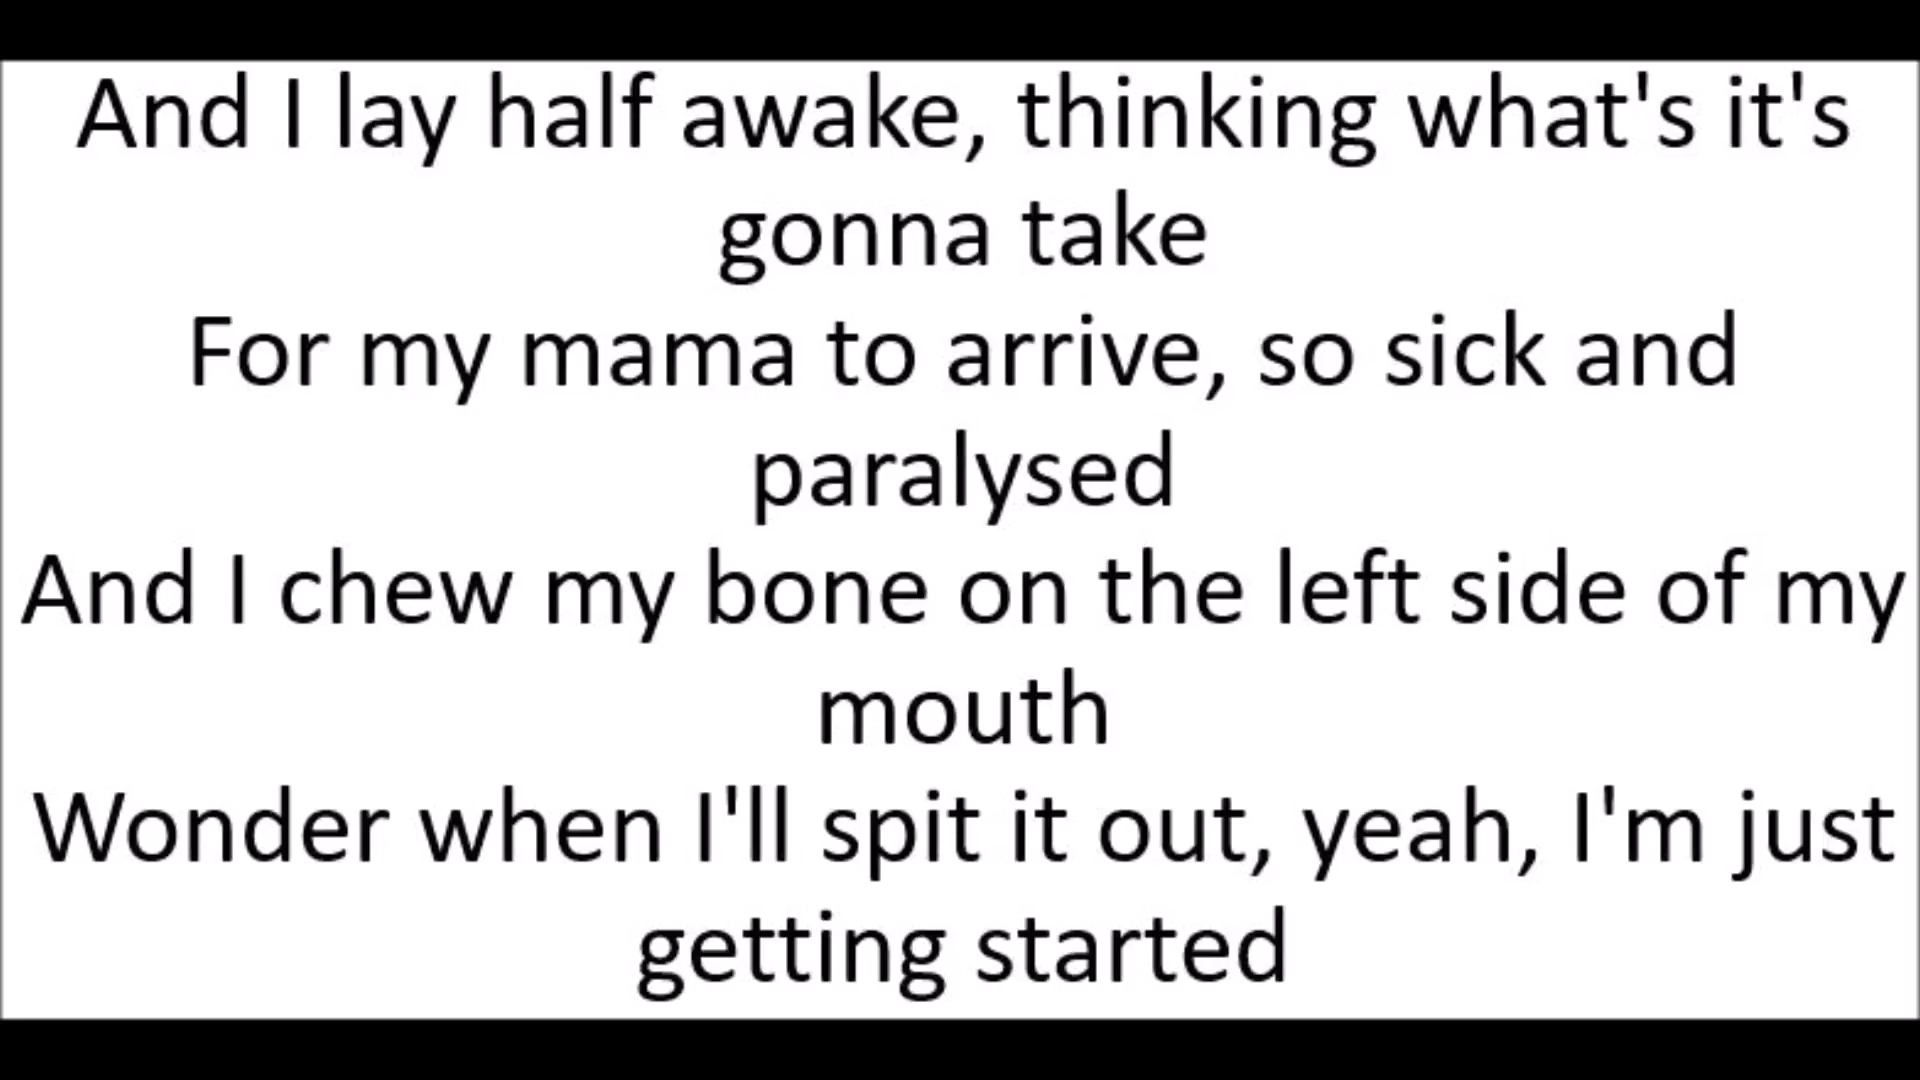 And I lay half awake, thinking what's it's
gonna take
For my mama to arrive, so sick and
paralysed
And I chew my bone on the left side of my
mouth
Wonder when I'll spit it out, yeah, I'm just
getting started